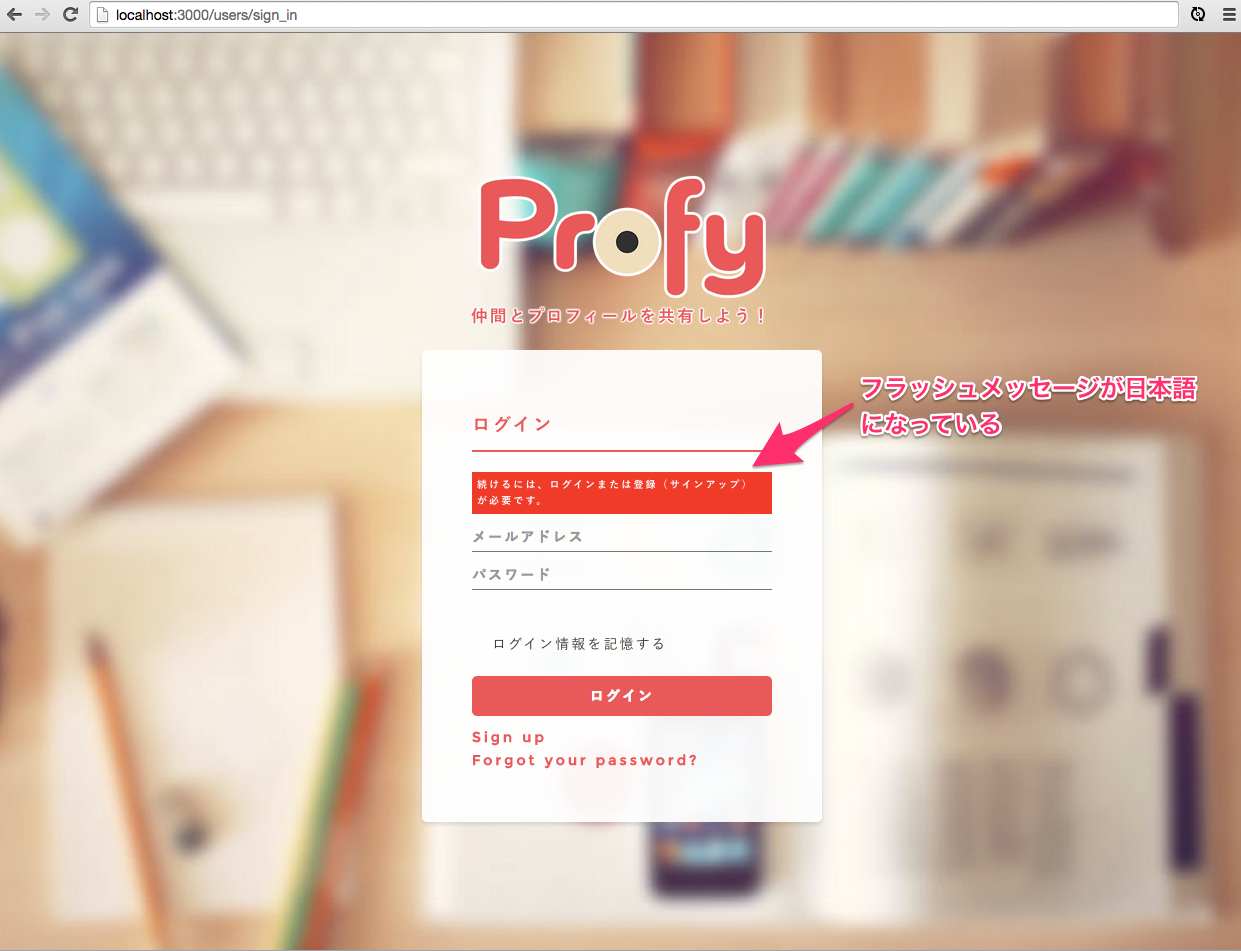 localhost:3000/users/sign_in
Profy
仲間とプロフィールを共有しよう！
ログイン
フラッシュメッセージが日本語
になっている
続けるには、ログインまたは登録（サインアップ）
が必要です。
メールアドレス
パスワード
ログイン情報を記憶する
ログイン
Sign up
Forgot your password?